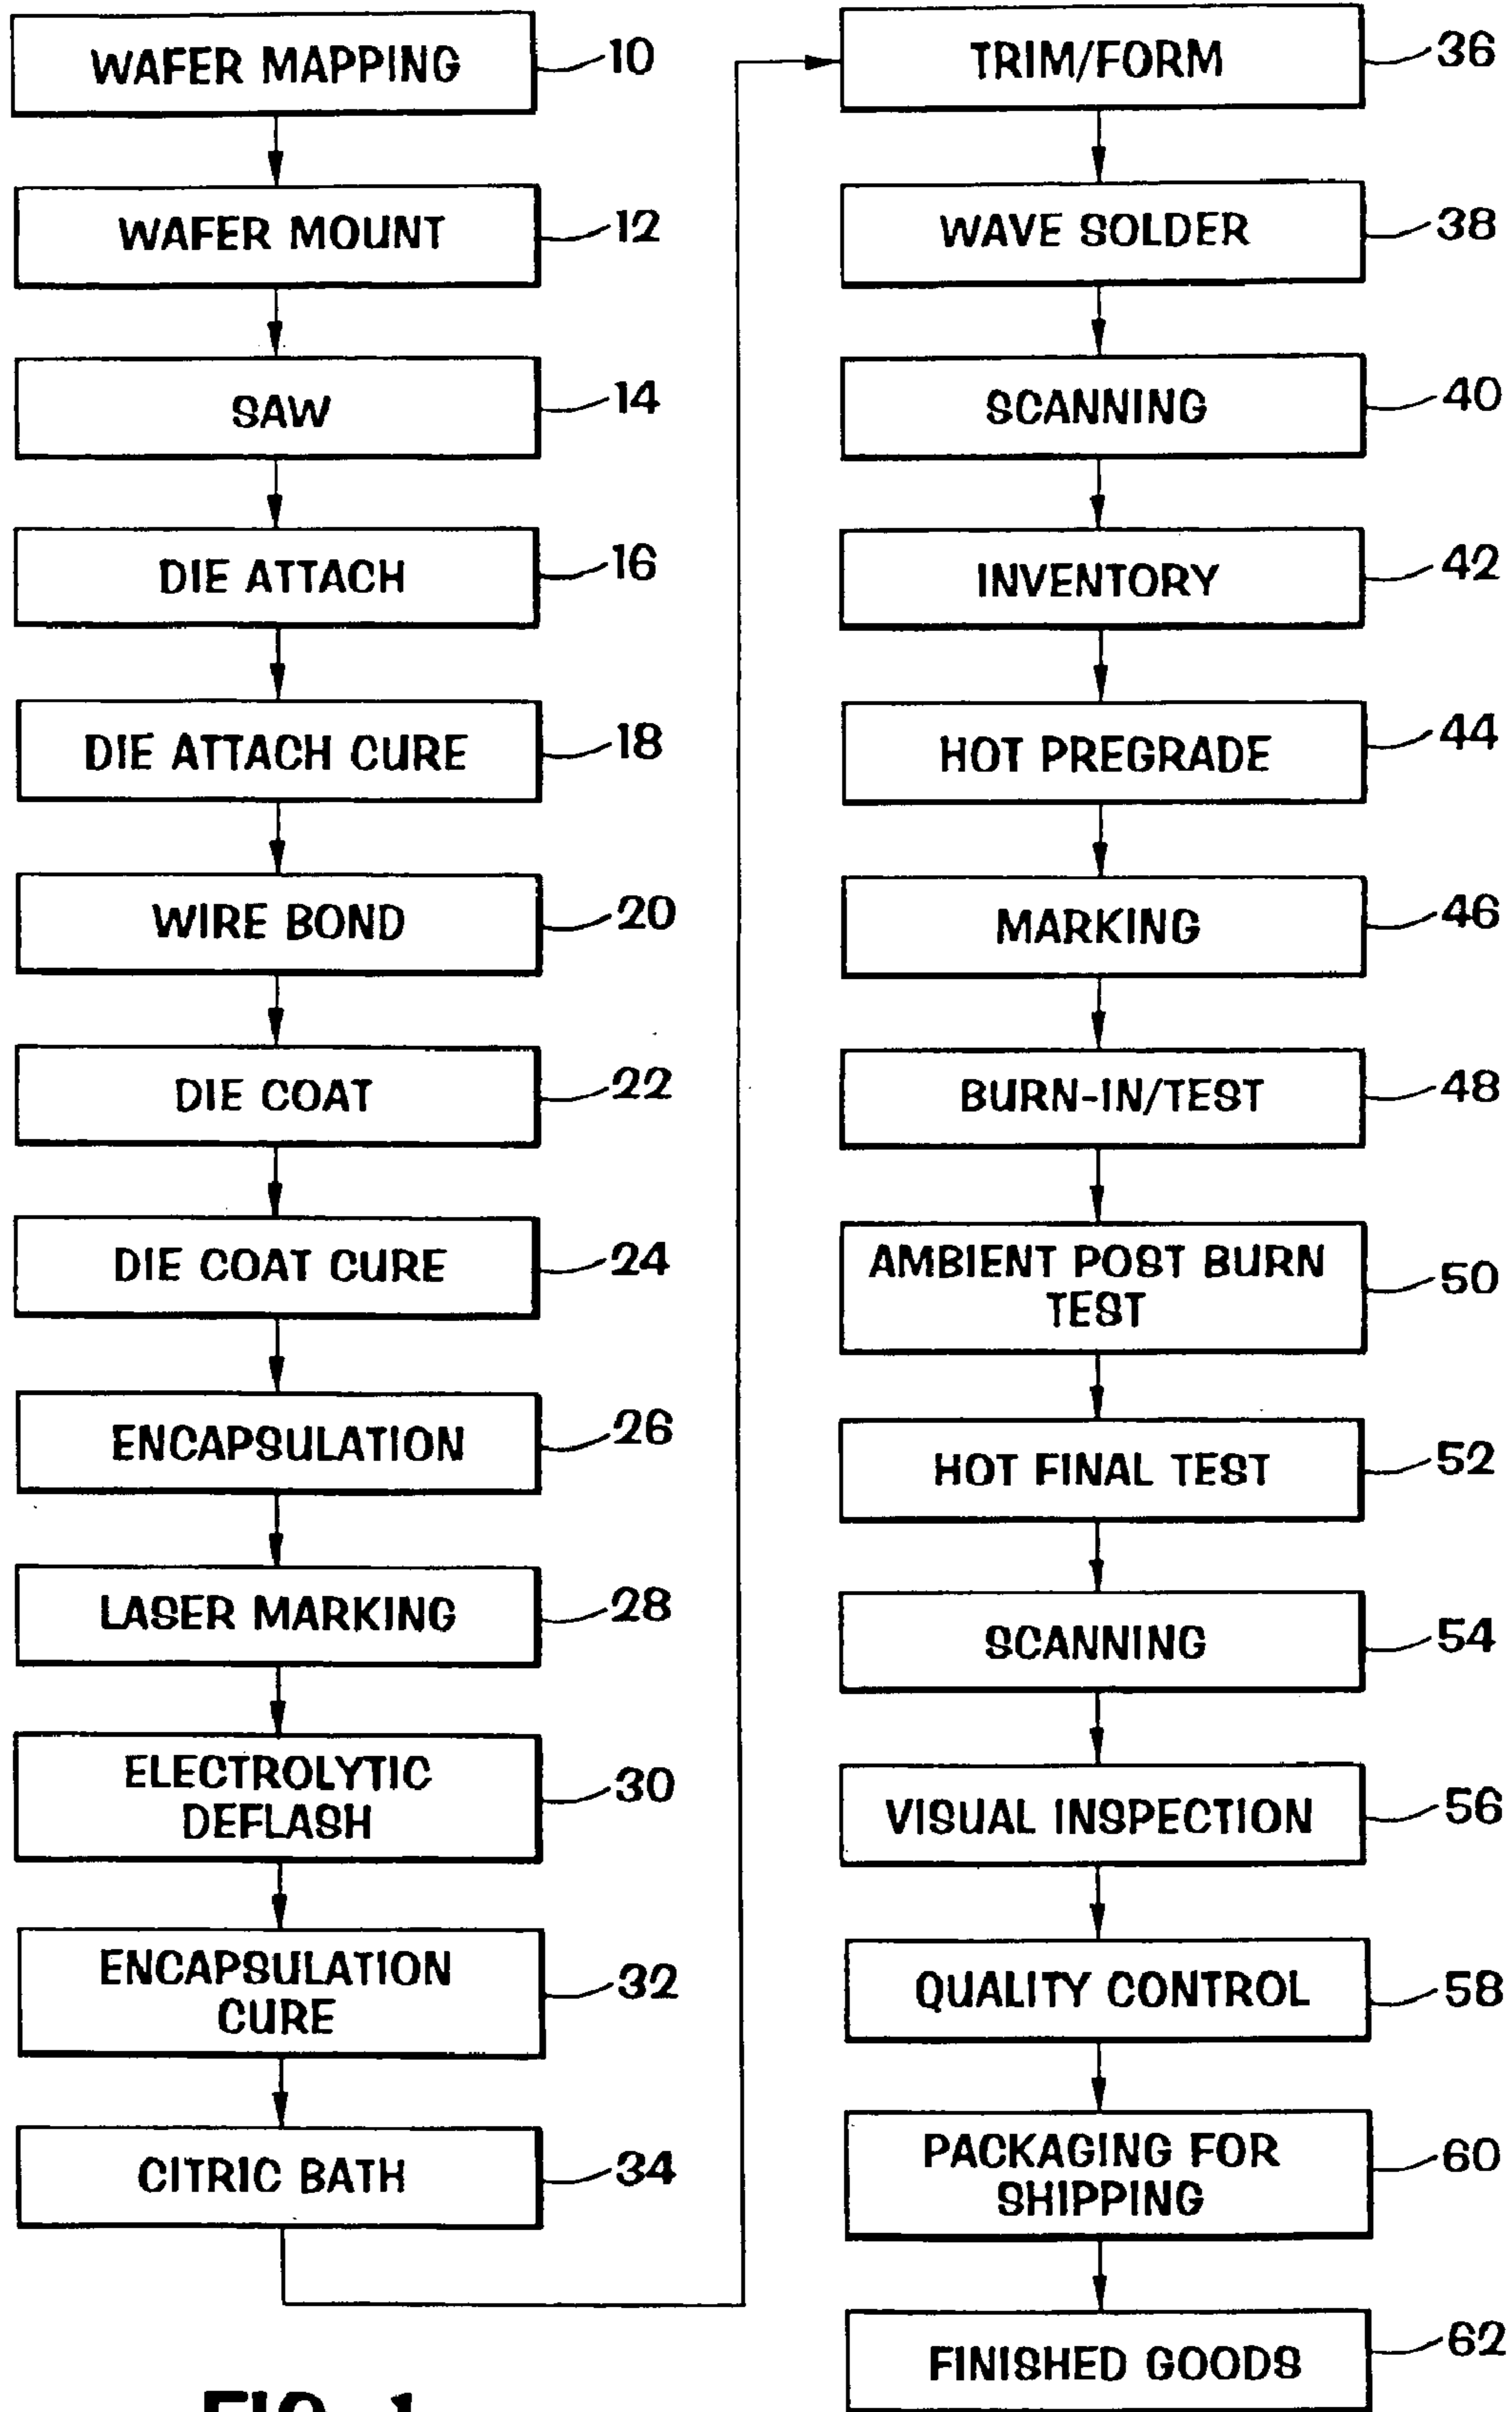 WAFER MAPPING 10
WAFER MOUNT 12
SAW 14
DIE ATTACH 16
DIE ATTACH CURE 18
WIRE BOND 20
DIE COAT 22
DIE COAT CURE 24
ENCAPSULATION 26
LASER MARKING 28
ELECTROLYTIC
DEFLASH 30
ENCAPSULATION
CURE 32
CITRIC BATH 34
TRIM/FORM 36
WAVE SOLDER 38
SCANNING 40
INVENTORY 42
HOT PREGRADE 44
MARKING 46
BURN-IN/TEST 48
AMBIENT POST BURN
TEST 50
HOT FINAL TEST 52
SCANNING 54
VISUAL INSPECTION 56
QUALITY CONTROL 58
PACKAGING FOR
SHIPPING 60
FINISHED GOODS 62
FIG. 1